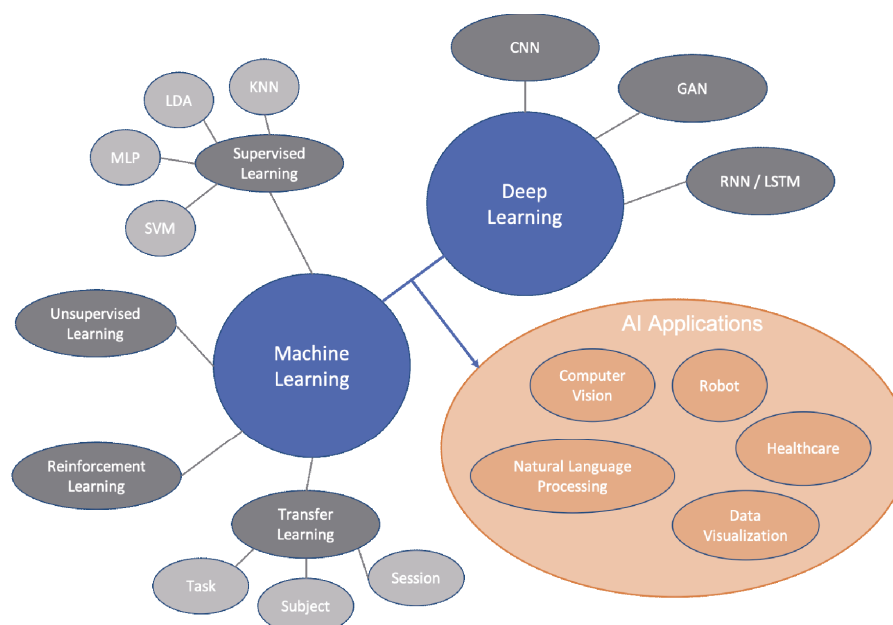 CNN
GAN
RNN / LSTM
Deep
Learning
KNN
LDA
MLP
SVM
Supervised
Learning
Unsupervised
Learning
Machine
Learning
Reinforcement
Learning
Transfer
Learning
Task
Subject
Session
AI Applications
Computer
Vision
Robot
Healthcare
Natural Language
Processing
Data
Visualization